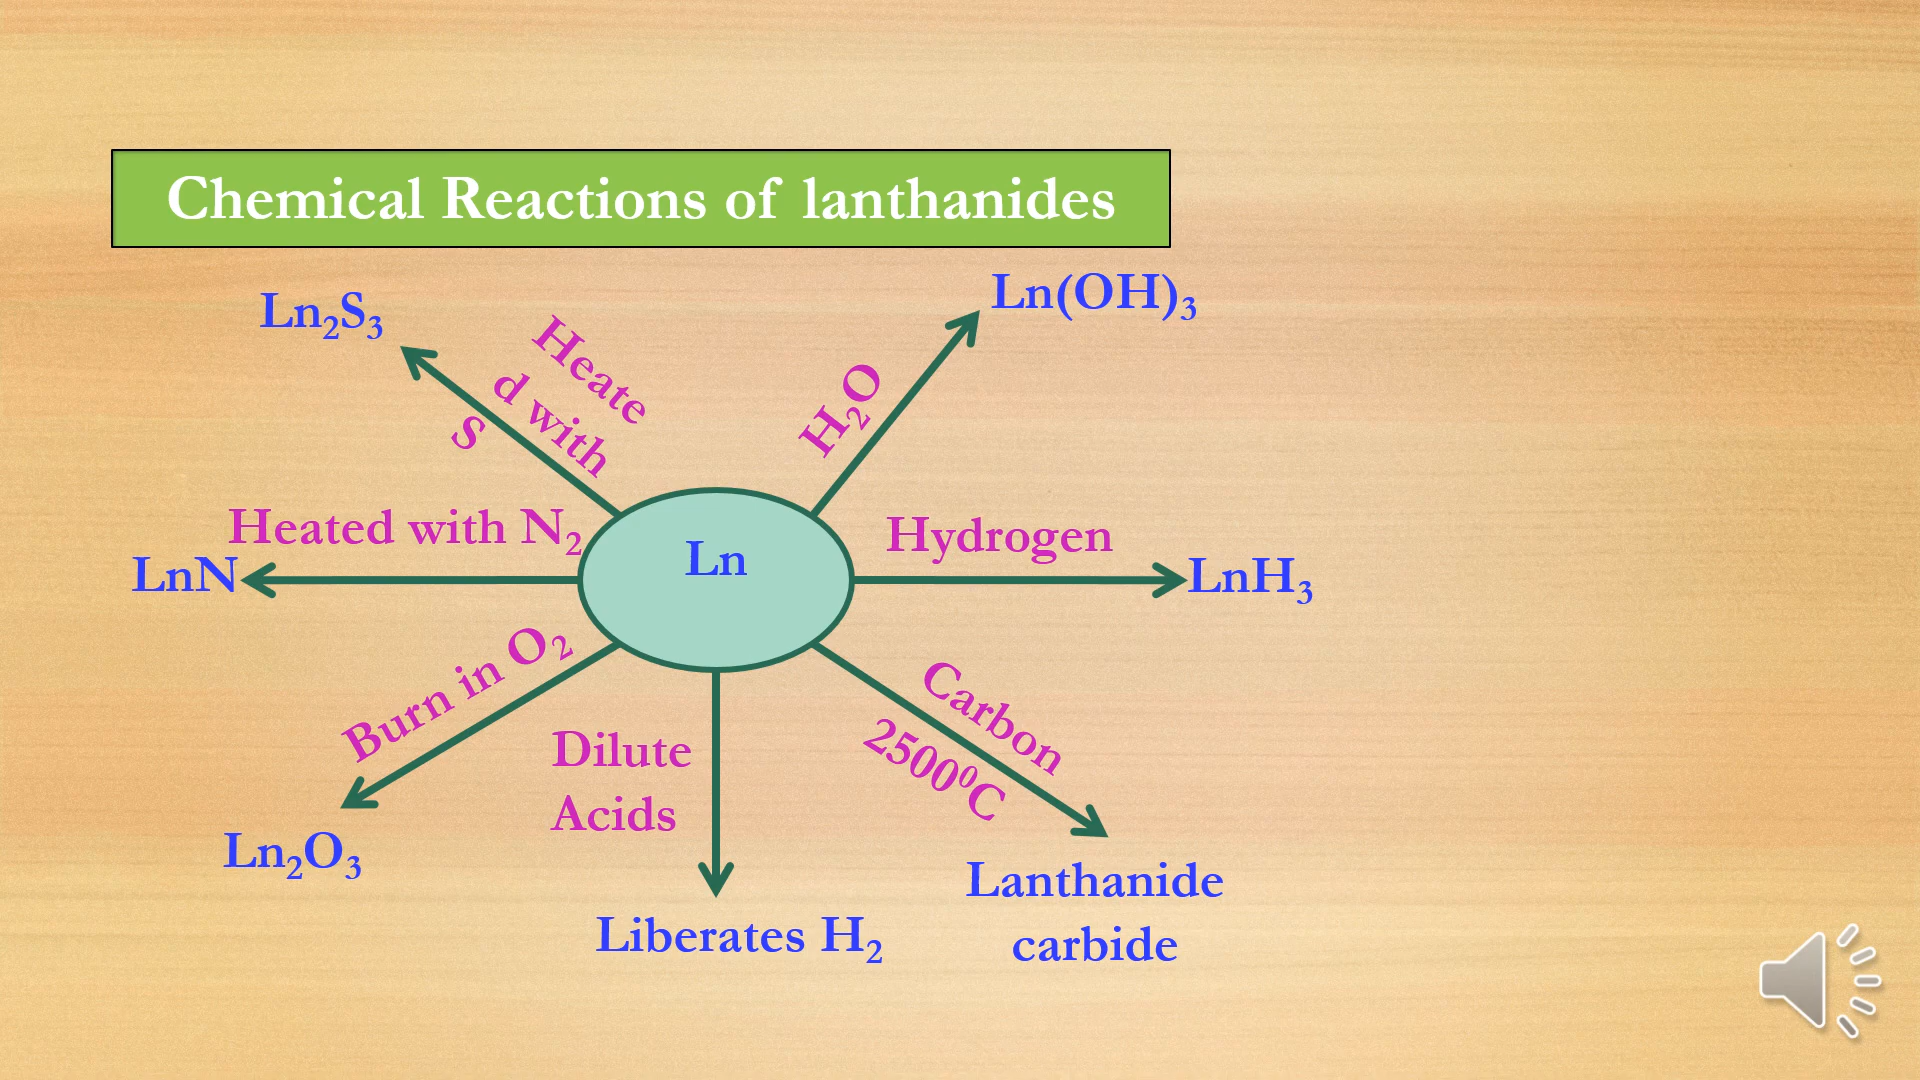 Chemical Reactions of lanthanides
Ln₂S₃
Heate
d with
S
H₂O
Ln(OH)₃
Heated with N₂
LnN
Ln
Hydrogen
LnH₃
Burn in O₂
Ln₂O₃
Dilute
Acids
Liberates H₂
Carbon
2500⁰C
Lanthanide
carbide